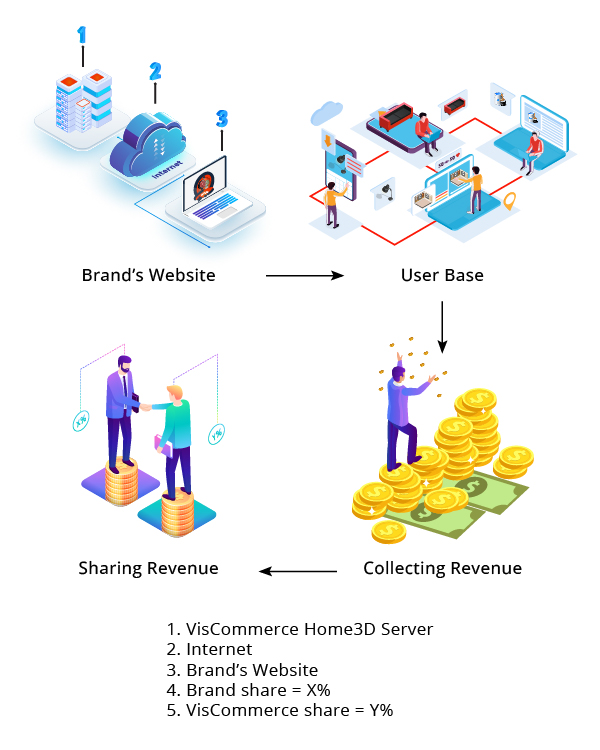 1
2
3
Internet
Brand's Website
User Base
X%
Y%
Sharing Revenue
Collecting Revenue
1. VisCommerce Home3D Server
2. Internet
3. Brand's Website
4. Brand share = X%
5. VisCommerce share = Y%